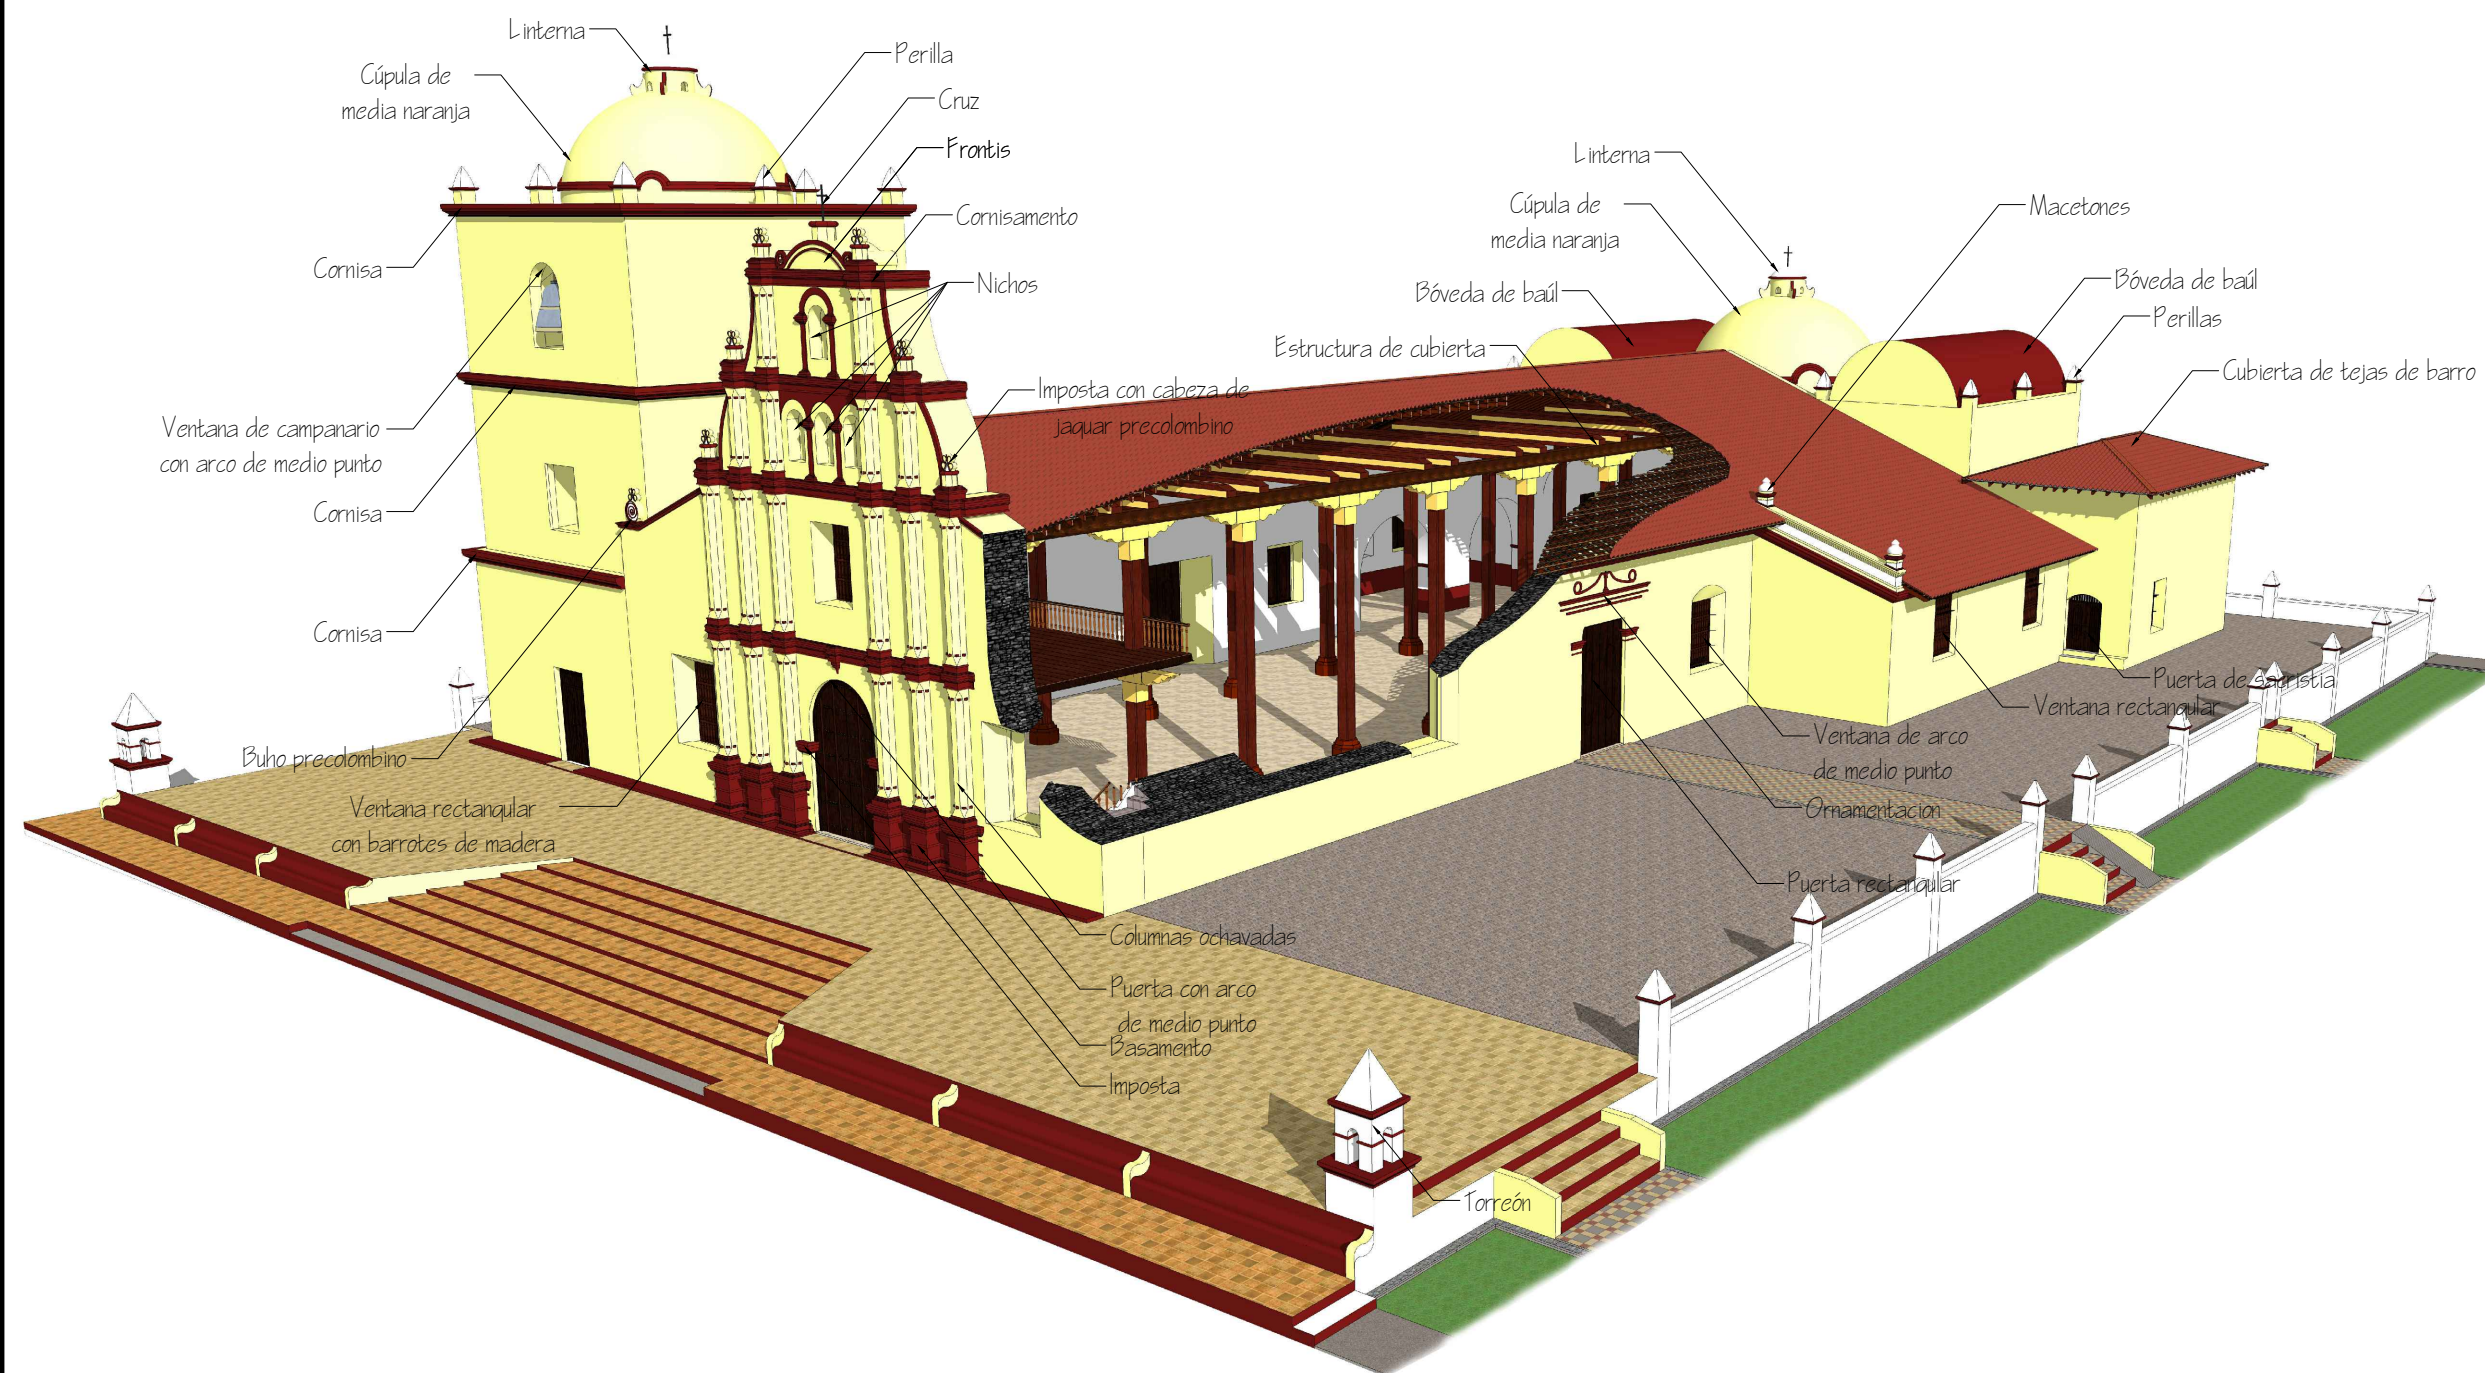 Linterna
Cúpula de
media naranja
Perilla
Cruz
Frontis
Cornisamento
Nichos
Cornisa
Ventana de campanario
con arco de medio punto
Cornisa
Cornisa
Imposta con cabeza de
jaguar precolombino
Estructura de cubierta
Bóveda de baúl
Linterna
Cúpula de
media naranja
Macetones
Bóveda de baúl
Perillas
Cubierta de tejas de barro
Buho precolombino
Ventana rectangular
con barrotes de madera
Puerta de sacristia
Ventana rectangular
Ventana de arco
de medio punto
Ornamentacion
Puerta rectangular
Columnas ochavadas
Puerta con arco
de medio punto
Basamento
Imposta
Torreón